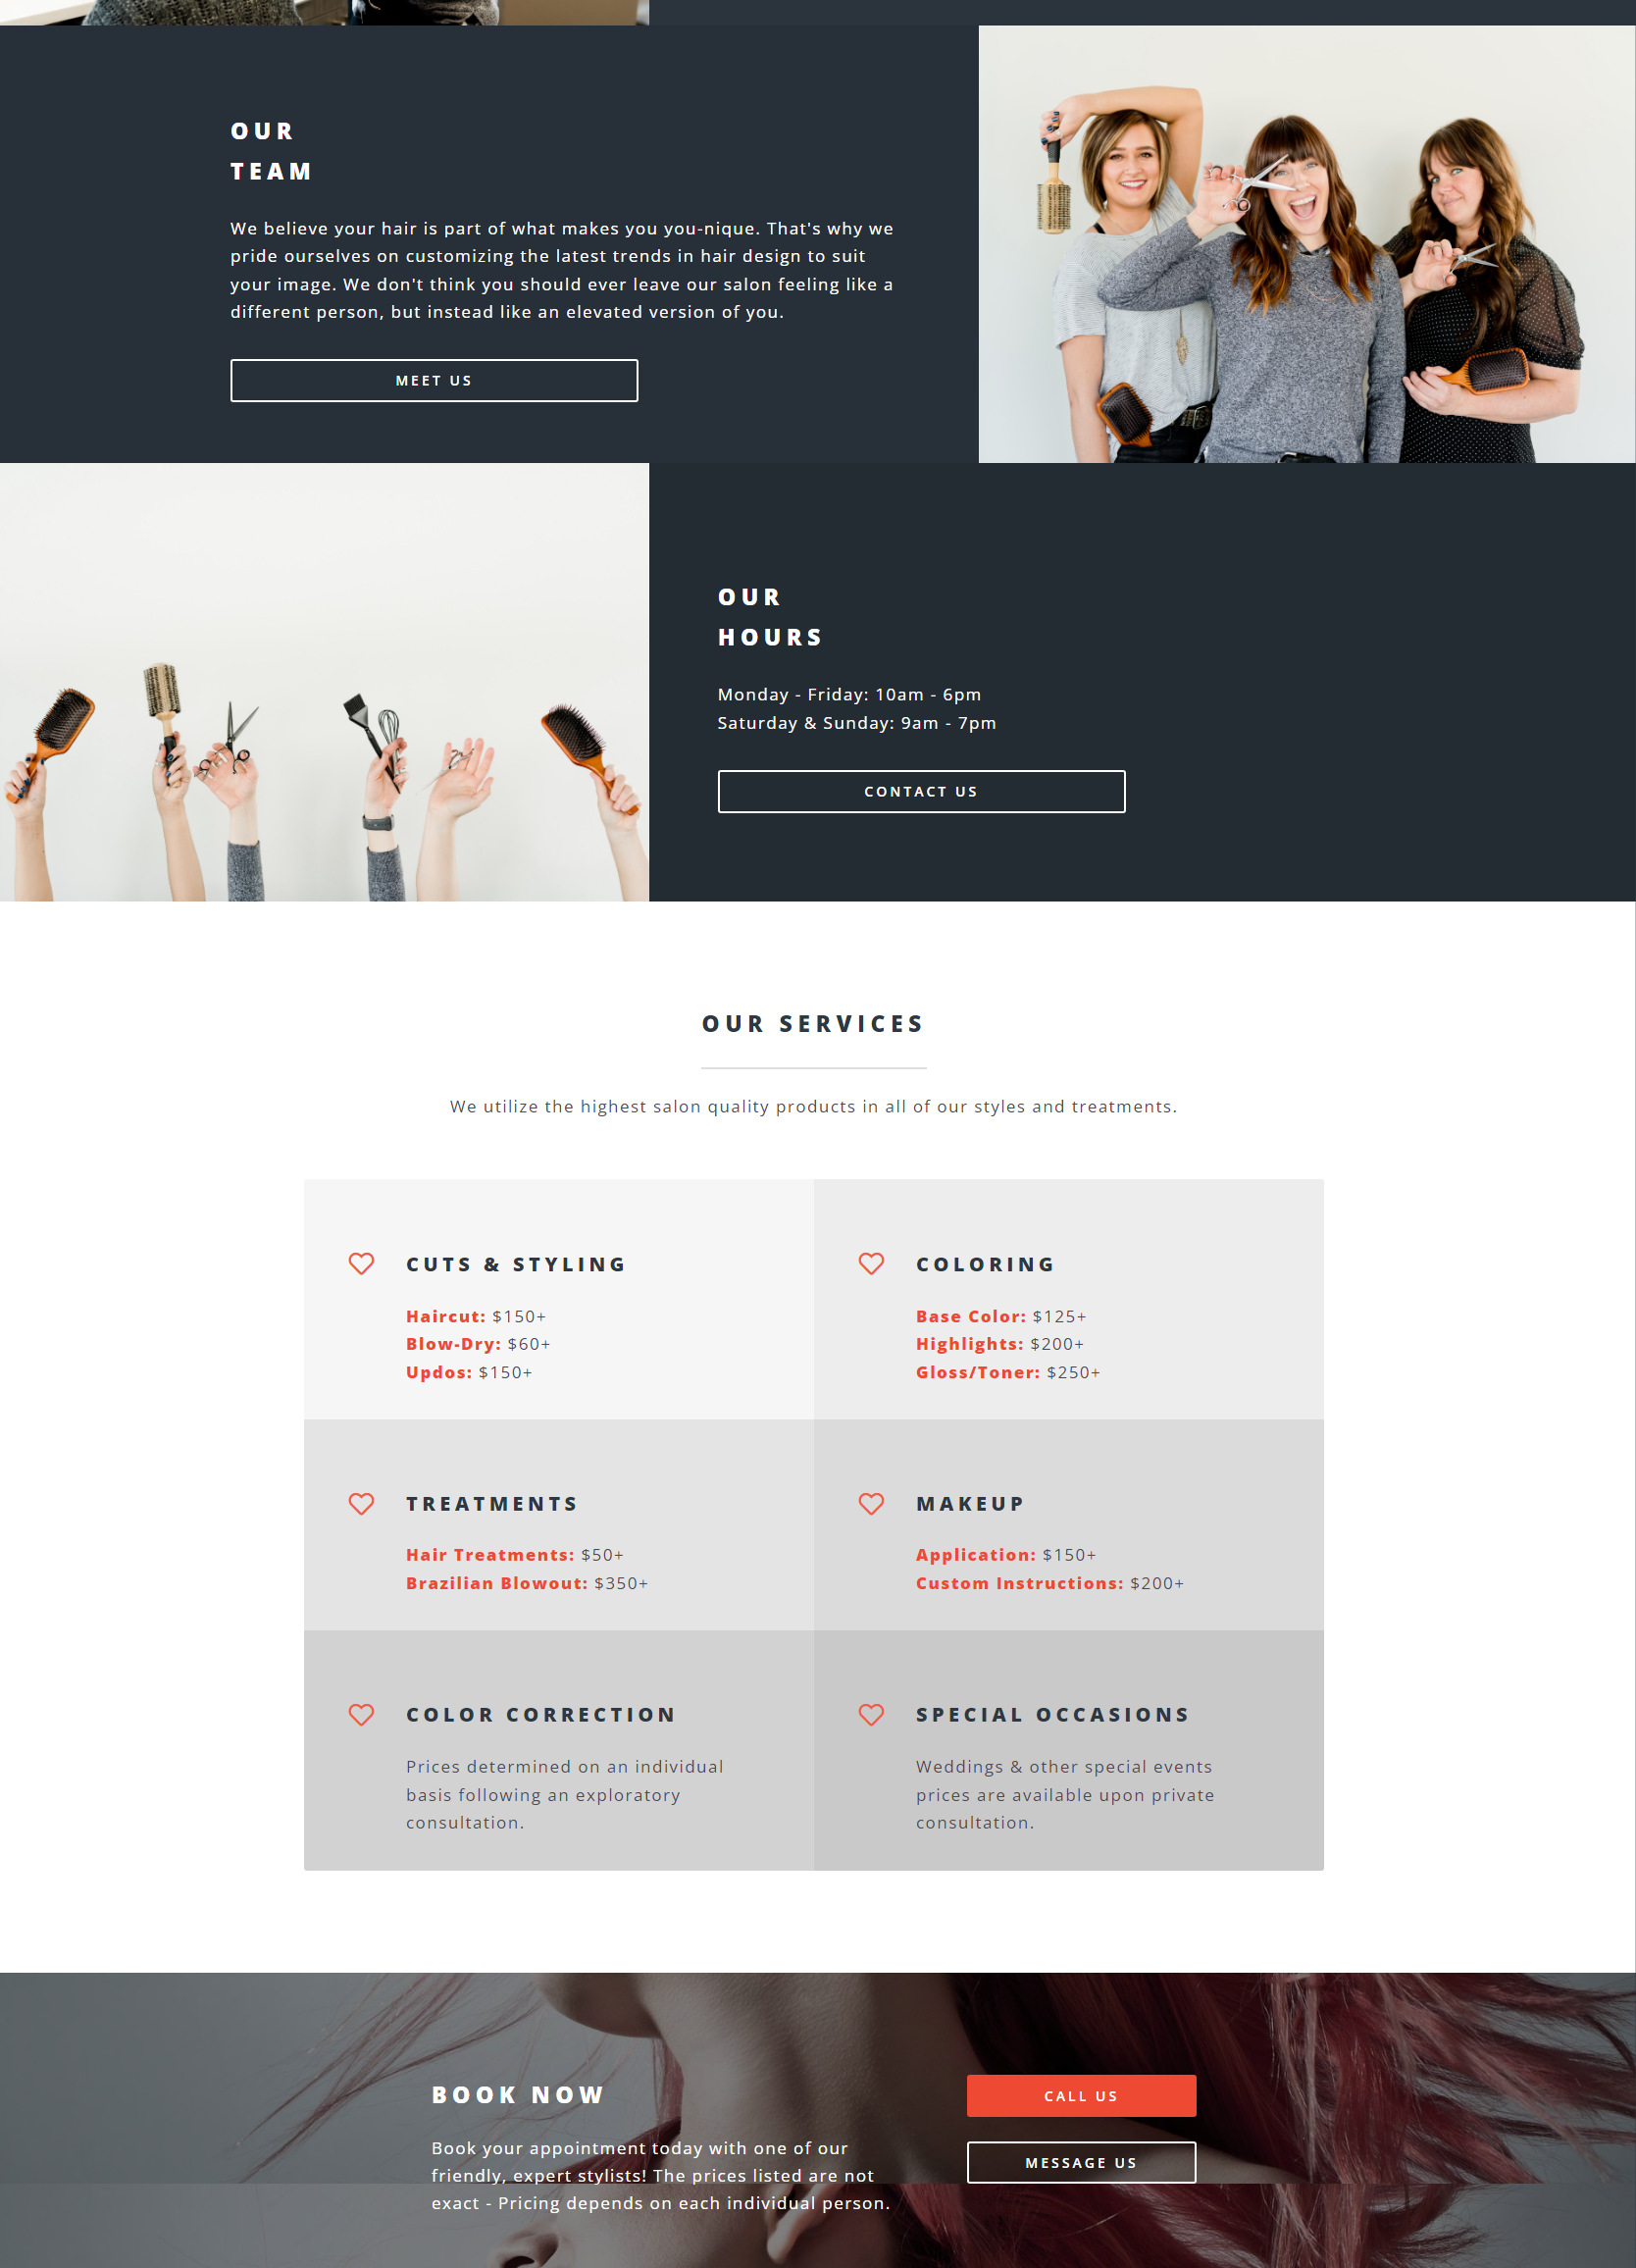 OUR
TEAM
We believe your hair is part of what makes you you-nique. That's why we
pride ourselves on customizing the latest trends in hair design to suit
your image. We don't think you should ever leave our salon feeling like a
different person, but instead like an elevated version of you.
MEET US
OUR
HOURS
Monday - Friday: 10am - 6pm
Saturday & Sunday: 9am - 7pm
CONTACT US
OUR SERVICES
We utilize the highest salon quality products in all of our styles and treatments.
CUTS & STYLING
Haircut: $150+
Blow-Dry: $60+
Updos: $150+
COLORING
Base Color: $125+
Highlights: $200+
Gloss/Toner: $250+
TREATMENTS
Hair Treatments: $50+
Brazilian Blowout: $350+
MAKEUP
Application: $150+
Custom Instructions: $200+
COLOR CORRECTION
Prices determined on an individual
basis following an exploratory
consultation.
SPECIAL OCCASIONS
Weddings & other special events
prices are available upon private
consultation.
BOOK NOW
Book your appointment today with one of our
friendly, expert stylists! The prices listed are not
exact - Pricing depends on each individual person.
CALL US
MESSAGE US